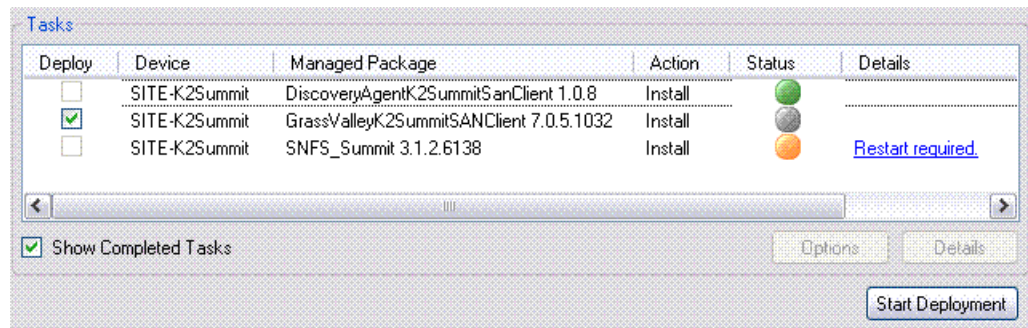 Tasks
Deploy Device Managed Package Action Status Details
SITE-K2Summit DiscoveryAgentK2SummitSanClient 1.0.8 Install
SITE-K2Summit GrassValleyK2SummitSANClient 7.0.5.1032 Install
SITE-K2Summit SNFS_Summit 3.1.2.6138 Install Restart required.
Show Completed Tasks Options Details
Start Deployment